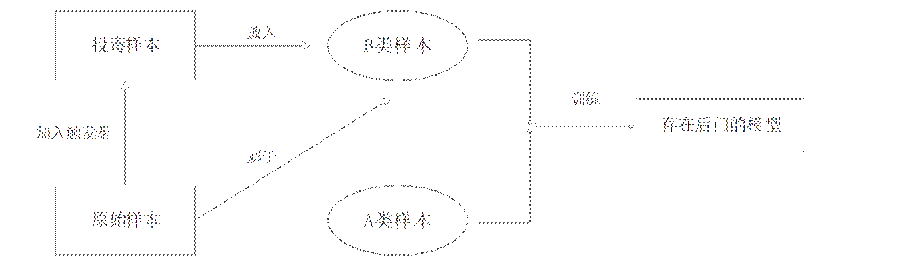 投毒样本
放入
B类样本
训练
存在后门的模型
加入触发器
属于
原始样本
A类样本